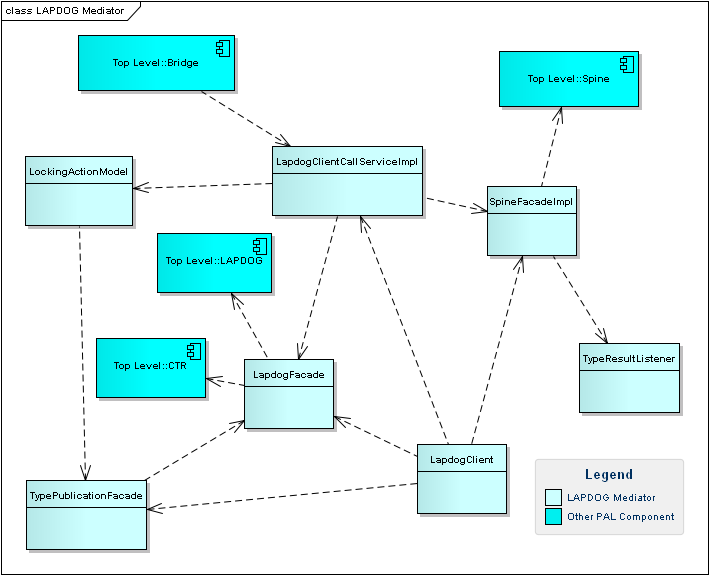 class LAPDOG Mediator
Top Level::Bridge
Top Level::Spine
LapdogClientCallServiceImpl
LockingActionModel
SpineFacadeImpl
Top Level::LAPDOG
Top Level::CTR
LapdogFacade
TypeResultListener
LapdogClient
TypePublicationFacade
Legend
LAPDOG Mediator
Other PAL Component